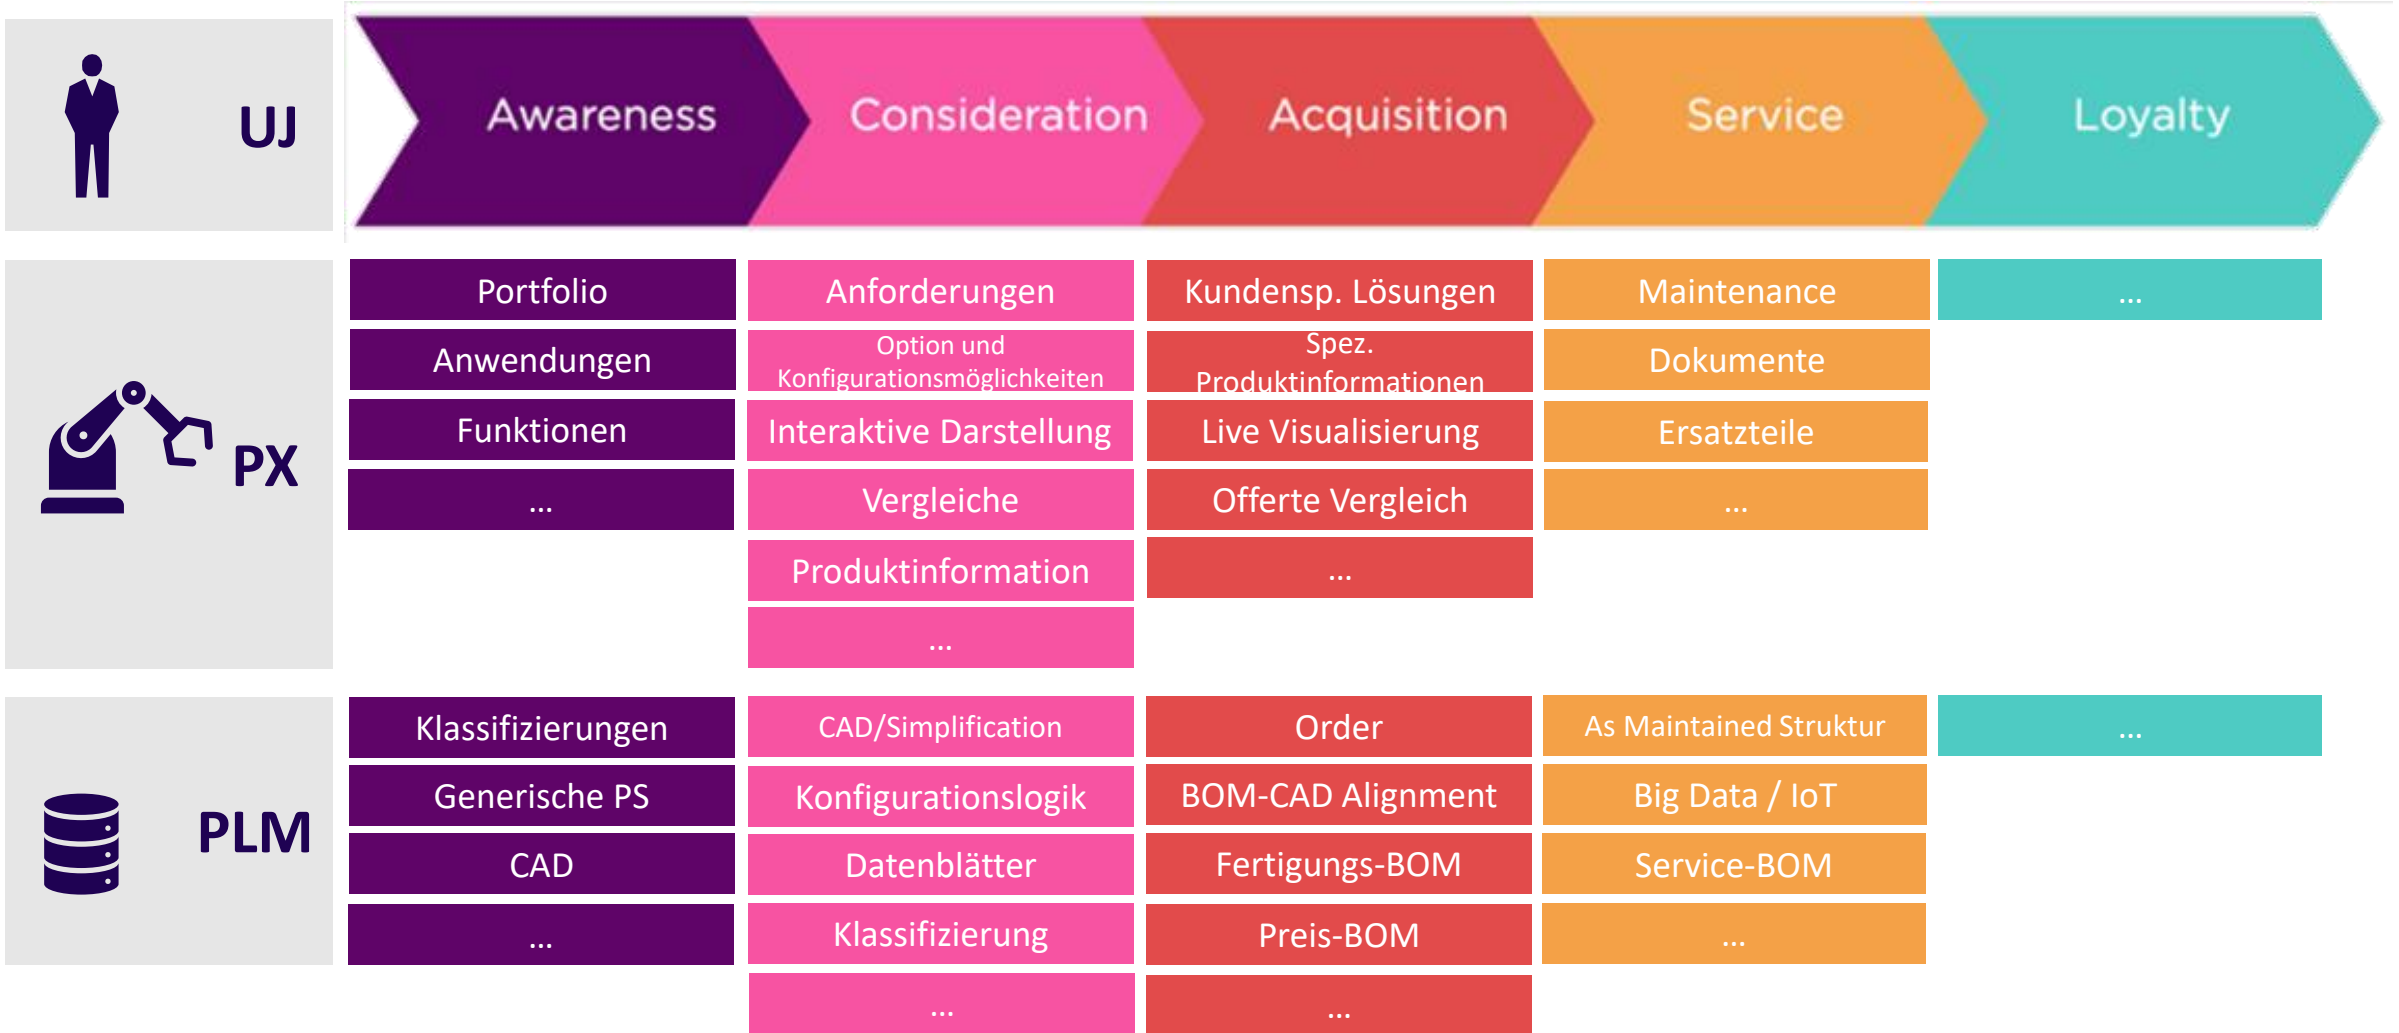 UJ
Awareness
Consideration
Acquisition
Service
Loyalty
PX
Portfolio
Anwendungen
Funktionen
...
Anforderungen
Option und
Konfigurationsmöglichkeiten
Interaktive Darstellung
Vergleiche
Produktinformation
...
Kundensp. Lösungen
Spez.
Produktinformationen
Live Visualisierung
Offerte Vergleich
...
Maintenance
Dokumente
Ersatzteile
...
...
PLM
Klassifizierungen
Generische PS
CAD
...
CAD/Simplification
Konfigurationslogik
Datenblätter
Klassifizierung
...
Order
BOM-CAD Alignment
Fertigungs-BOM
Preis-BOM
...
As Maintained Struktur
Big Data / IoT
Service-BOM
...
...